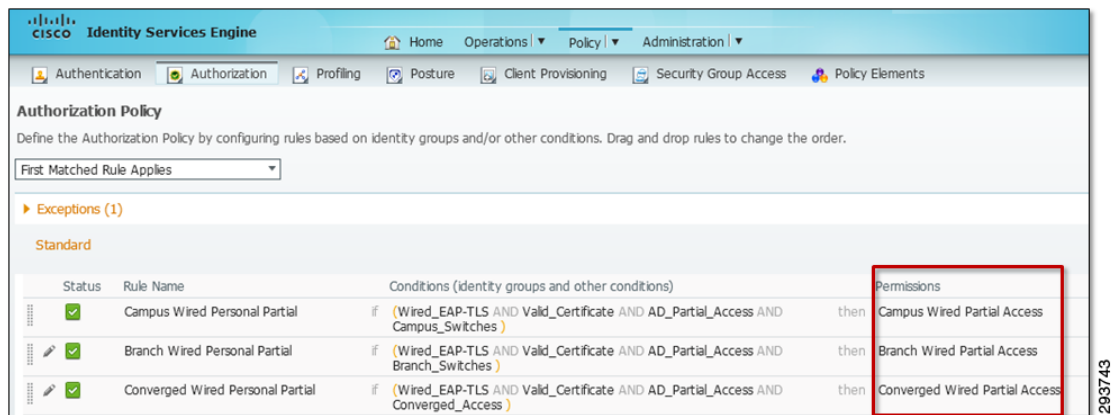 cisco Identity Services Engine
Home Operations ▼ Policy ▼ Administration ▼
Authentication Authorization Profiling Posture Client Provisioning Security Group Access Policy Elements
Authorization Policy
Define the Authorization Policy by configuring rules based on identity groups and/or other conditions. Drag and drop rules to change the order.
First Matched Rule Applies
Exceptions (1)
Standard
Status Rule Name Conditions (identity groups and other conditions) Permissions
Campus Wired Personal Partial if (Wired_EAP-TLS AND Valid_Certificate AND AD_Partial_Access AND then Campus Wired Partial Access
Campus_Switches )
Branch Wired Personal Partial if (Wired_EAP-TLS AND Valid_Certificate AND AD_Partial_Access AND then Branch Wired Partial Access
Branch_Switches )
Converged Wired Personal Partial if (Wired_EAP-TLS AND Valid_Certificate AND AD_Partial_Access AND then Converged Wired Partial Access
Converged_Access )
293743